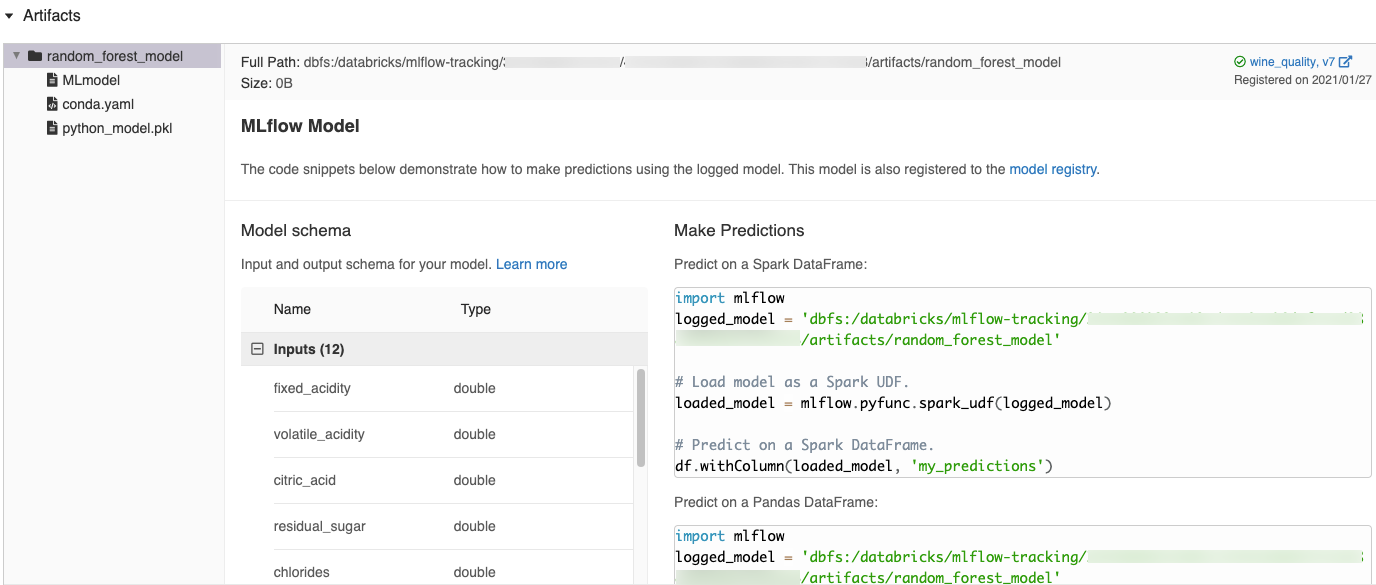 Artifacts
random_forest_model
MLmodel
conda.yaml
python_model.pkl
Full Path: dbfs:/databricks/mlflow-tracking/ / /artifacts/random_forest_model
Size: 0B
wine_quality, v7
Registered on 2021/01/27
MLflow Model
The code snippets below demonstrate how to make predictions using the logged model. This model is also registered to the model registry.
Model schema
Input and output schema for your model. Learn more
Name Type
Inputs (12)
fixed_acidity double
volatile_acidity double
citric_acid double
residual_sugar double
chlorides double
Make Predictions
Predict on a Spark DataFrame:
import mlflow
logged_model = 'dbfs:/databricks/mlflow-tracking/
/artifacts/random_forest_model'
# Load model as a Spark UDF.
loaded_model = mlflow.pyfunc.spark_udf(logged_model)
# Predict on a Spark DataFrame.
df.withColumn(loaded_model, 'my_predictions')
Predict on a Pandas DataFrame:
import mlflow
logged_model = 'dbfs:/databricks/mlflow-tracking/
/artifacts/random_forest_model'